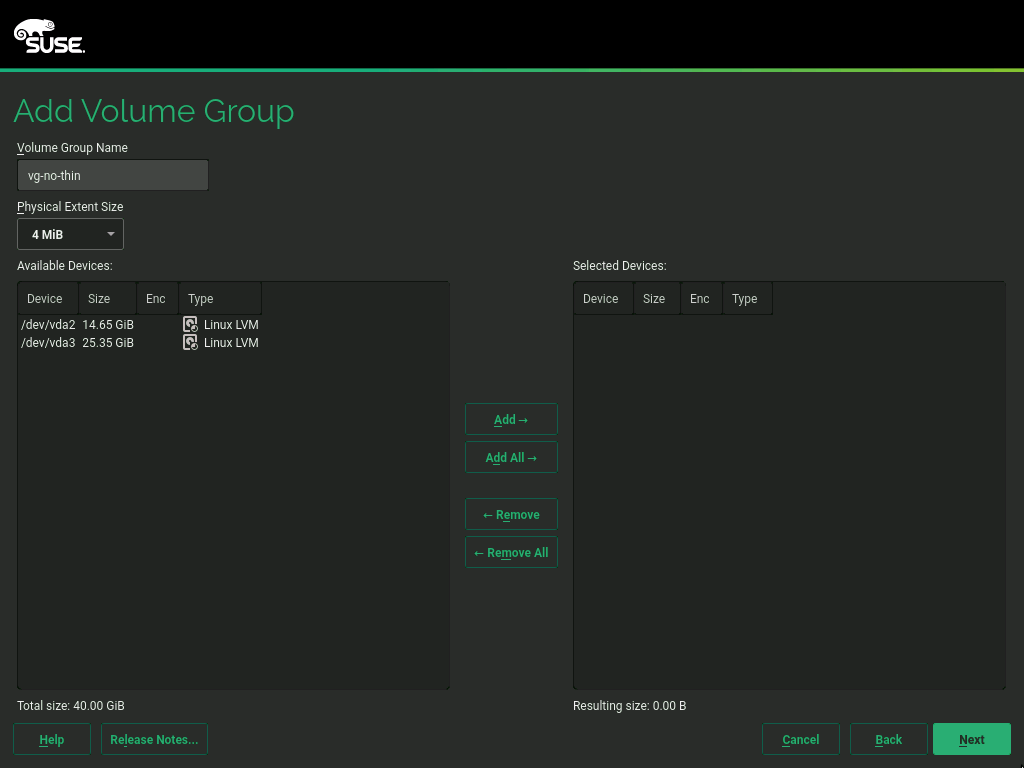 SUSE.
Add Volume Group
Volume Group Name
vg-no-thin
Physical Extent Size
4 MiB
Available Devices:
Device Size Enc Type
/dev/vda2 14.65 GiB Linux LVM
/dev/vda3 25.35 GiB Linux LVM
Total size: 40.00 GiB
Add →
Add All →
← Remove
← Remove All
Selected Devices:
Device Size Enc Type
Resulting size: 0.00 B
Help Release Notes... Cancel Back Next